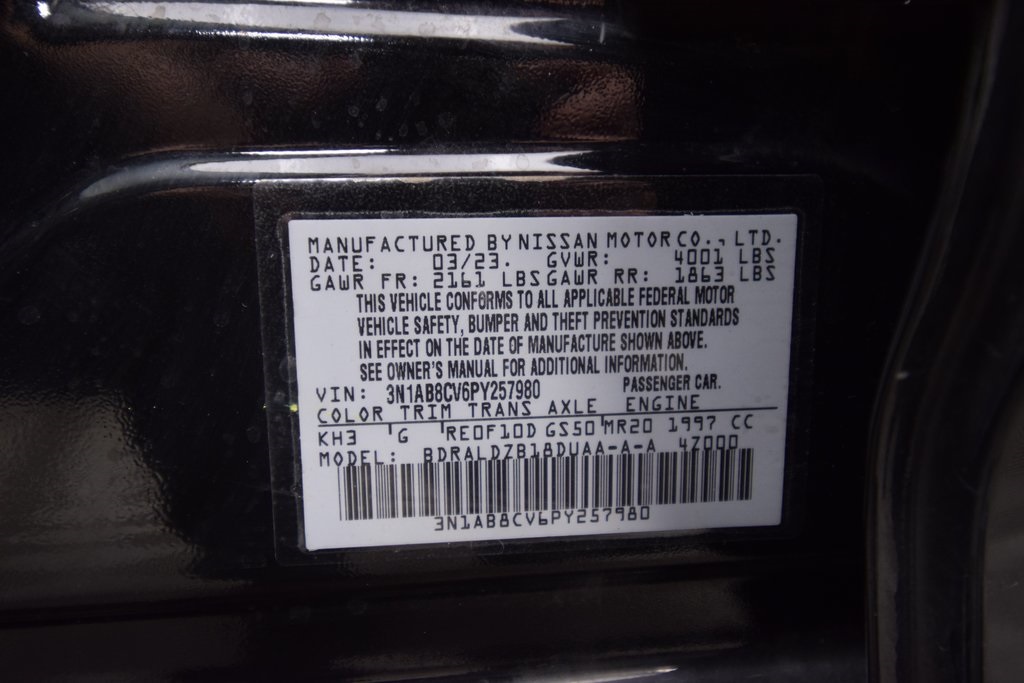 MANUFACTURED BY NISSAN MOTOR CO., LTD.
DATE: 03/23. GVWR: 4001 LBS
GAWR FR: 2161 LBS GAWR RR: 1863 LBS
THIS VEHICLE CONFORMS TO ALL APPLICABLE FEDERAL MOTOR
VEHICLE SAFETY, BUMPER AND THEFT PREVENTION STANDARDS
IN EFFECT ON THE DATE OF MANUFACTURE SHOWN ABOVE.
SEE OWNER'S MANUAL FOR ADDITIONAL INFORMATION.
VIN: 3N1AB8CV6PY257980 PASSENGER CAR.
COLOR TRIM TRANS AXLE ENGINE
KH3 G RE0F10D GS50 MR20 1997 CC
MODEL: BDRALDZB18DUAA-A-A 4Z000
3N1AB8CV6PY257980